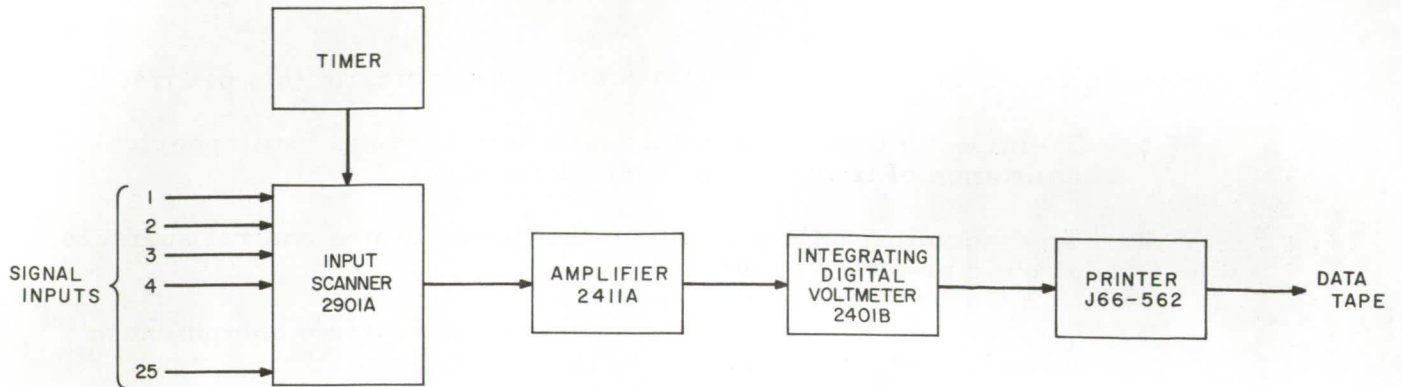 TIMER
SIGNAL
INPUTS
1
2
3
4
25
INPUT
SCANNER
2901A
AMPLIFIER
2411A
INTEGRATING
DIGITAL
VOLTMETER
2401B
PRINTER
J66-562
DATA
TAPE